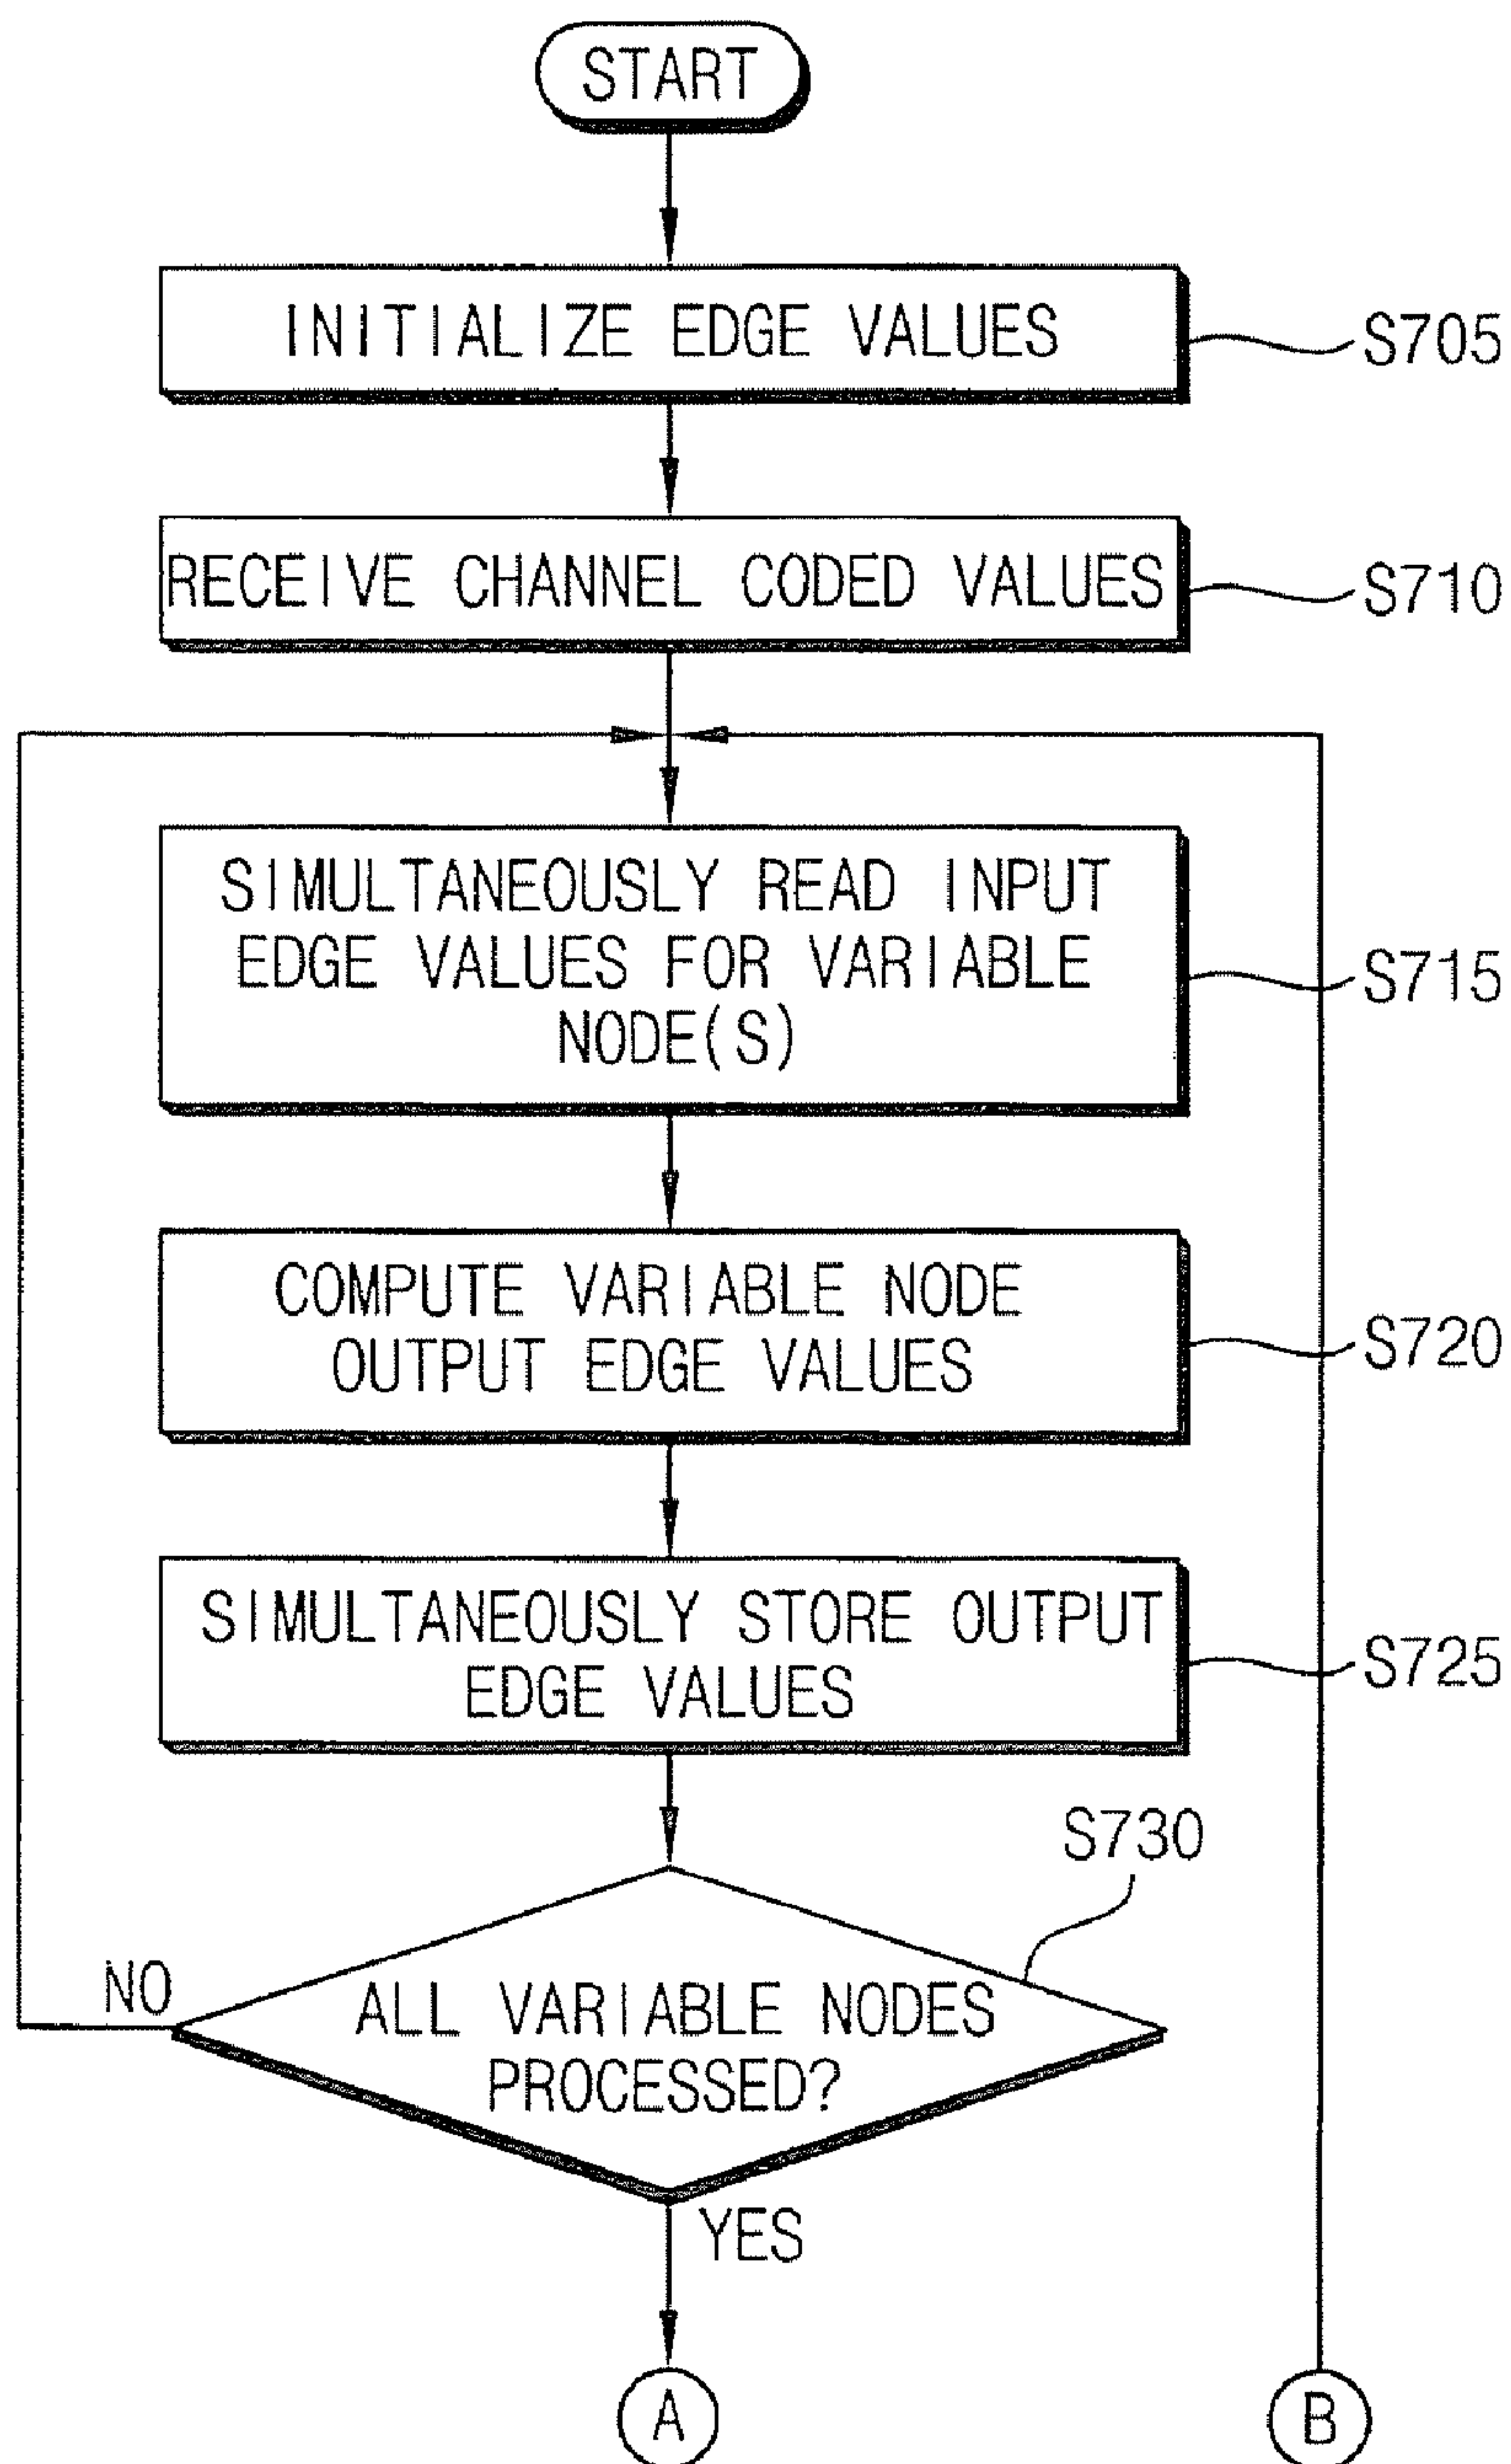 START
INITIALIZE EDGE VALUES
S705
RECEIVE CHANNEL CODED VALUES
S710
SIMULTANEOUSLY READ INPUT
EDGE VALUES FOR VARIABLE
NODE(S)
S715
COMPUTE VARIABLE NODE
OUTPUT EDGE VALUES
S720
SIMULTANEOUSLY STORE OUTPUT
EDGE VALUES
S725
S730
NO
ALL VARIABLE NODES
PROCESSED?
YES
A
B